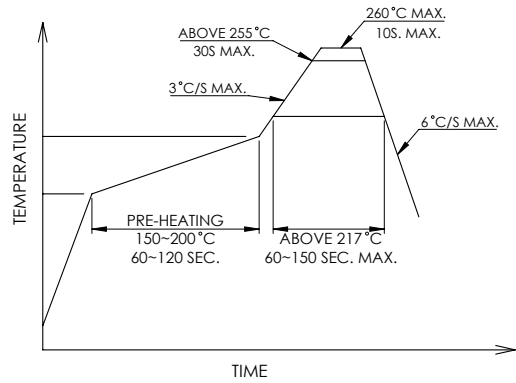 260°C MAX.
10S. MAX.
ABOVE 255°C
30S MAX.
3°C/S MAX.
6°C/S MAX.
TEMPERATURE
PRE-HEATING
150~200°C
60~120 SEC.
ABOVE 217°C
60~150 SEC. MAX.
TIME